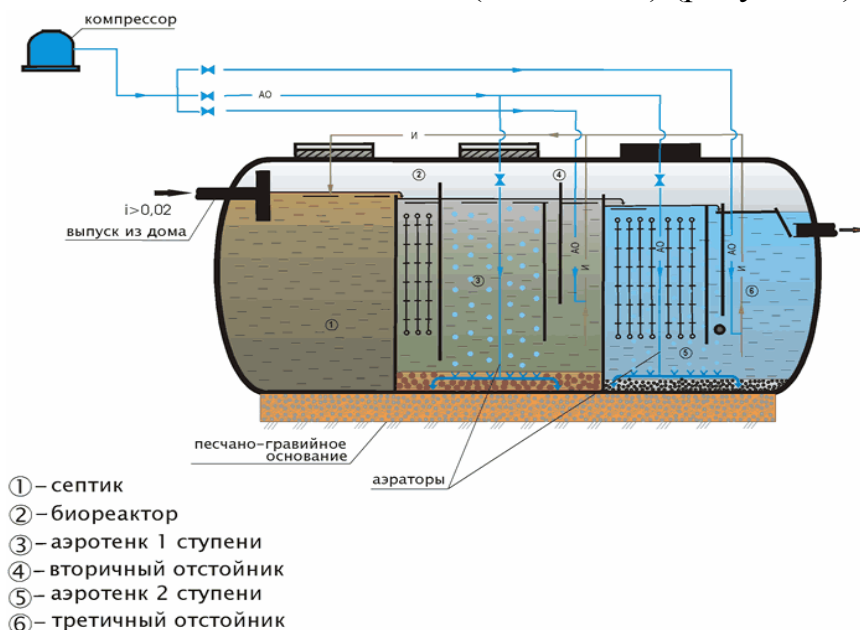 компрессор
АО
И
②
④
i>0,02
выпуск из дома
АО
И
АО
АО
И
③
⑥
①
⑤
песчано-гравийное
основание
аэраторы
①– септик
②– биореактор
③– аэротенк 1 ступени
④– вторичный отстойник
⑤– аэротенк 2 ступени
⑥– третичный отстойник